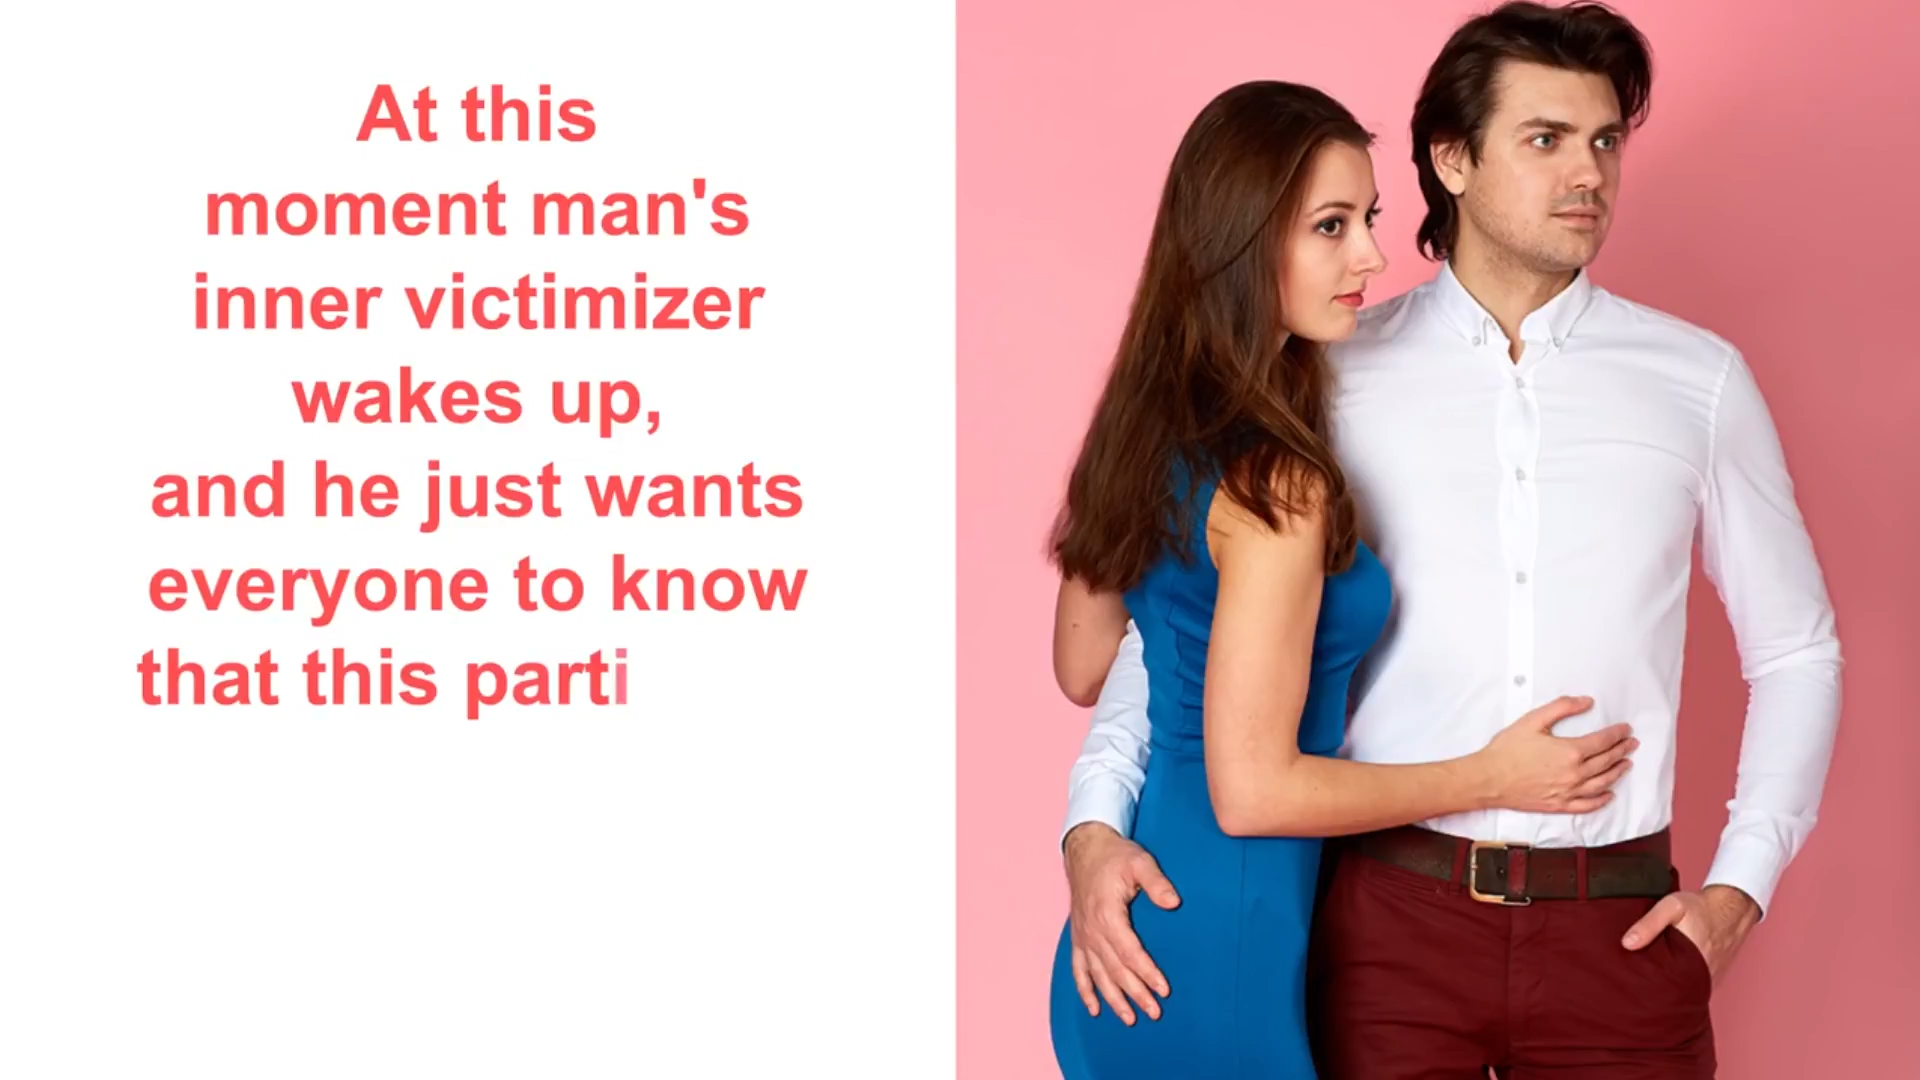 At this
moment man's
inner victimizer
wakes up,
and he just wants
everyone to know
that this parti